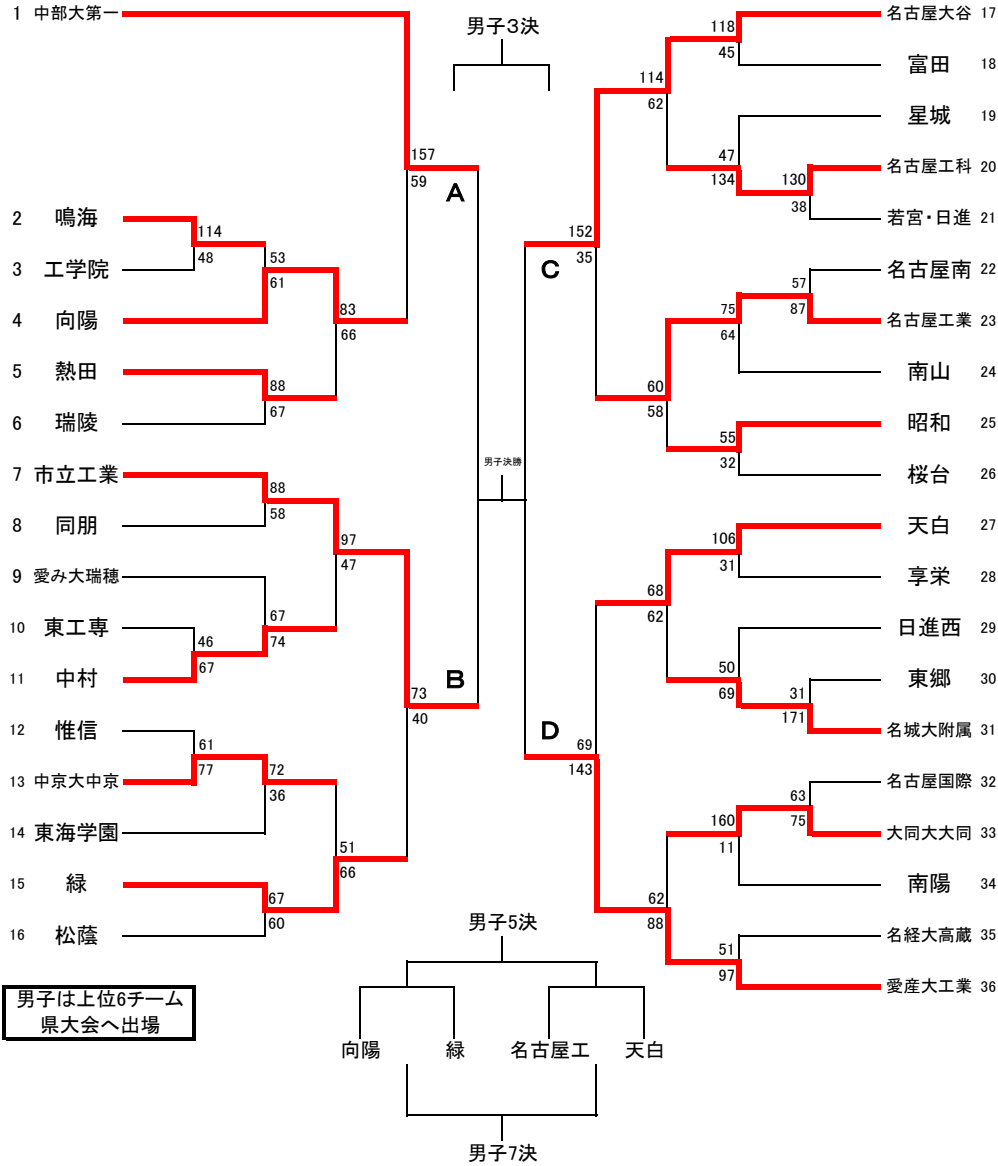 男子3決
1 中部大第一
157
59
A
2 鳴海
114
48
3 工学院
53
61
4 向陽
83
66
5 熱田
88
67
6 瑞陵
7 市立工業
88
58
8 同朋
97
47
9 愛み大瑞穂
67
74
10 東工専
46
67
11 中村
B
73
40
12 惟信
61
77
13 中京大中京
72
36
14 東海学園
51
66
15 緑
67
60
16 松蔭
男子決勝
名古屋大谷 17
118
45
富田 18
114
62
星城 19
47
134
名古屋工科 20
130
38
若宮・日進 21
152
35
C
名古屋南 22
57
87
名古屋工業 23
75
64
南山 24
60
58
昭和 25
55
32
桜台 26
天白 27
106
31
享栄 28
68
62
日進西 29
50
69
東郷 30
31
171
名城大附属 31
D
69
143
名古屋国際 32
63
75
大同大大同 33
160
11
南陽 34
62
88
名経大高蔵 35
51
97
愛産大工業 36
男子は上位6チーム
県大会へ出場
男子5決
向陽 緑 名古屋工 天白
男子7決